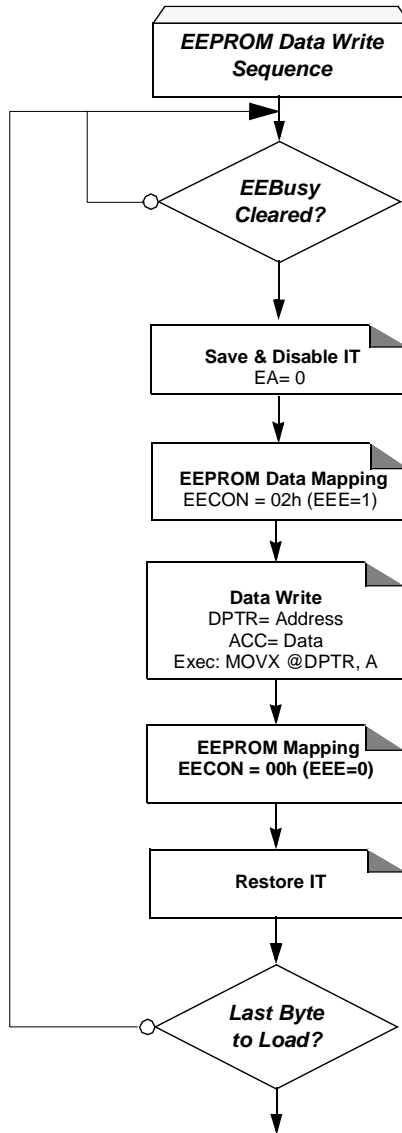 EEPROM Data Write
Sequence
EEBusy
Cleared?
Save & Disable IT
EA= 0
EEPROM Data Mapping
EECON = 02h (EEE=1)
Data Write
DPTR= Address
ACC= Data
Exec: MOVX @DPTR, A
EEPROM Mapping
EECON = 00h (EEE=0)
Restore IT
Last Byte
to Load?